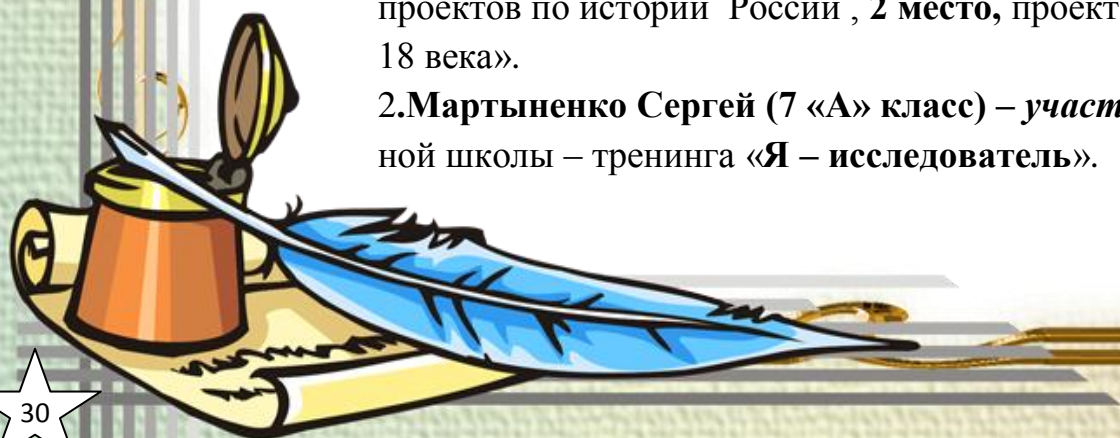 проектов по истории России , 2 место, проект
18 века».
2.Мартыненко Сергей (7 «А» класс) – участ
ной школы – тренинга «Я – исследователь».
30